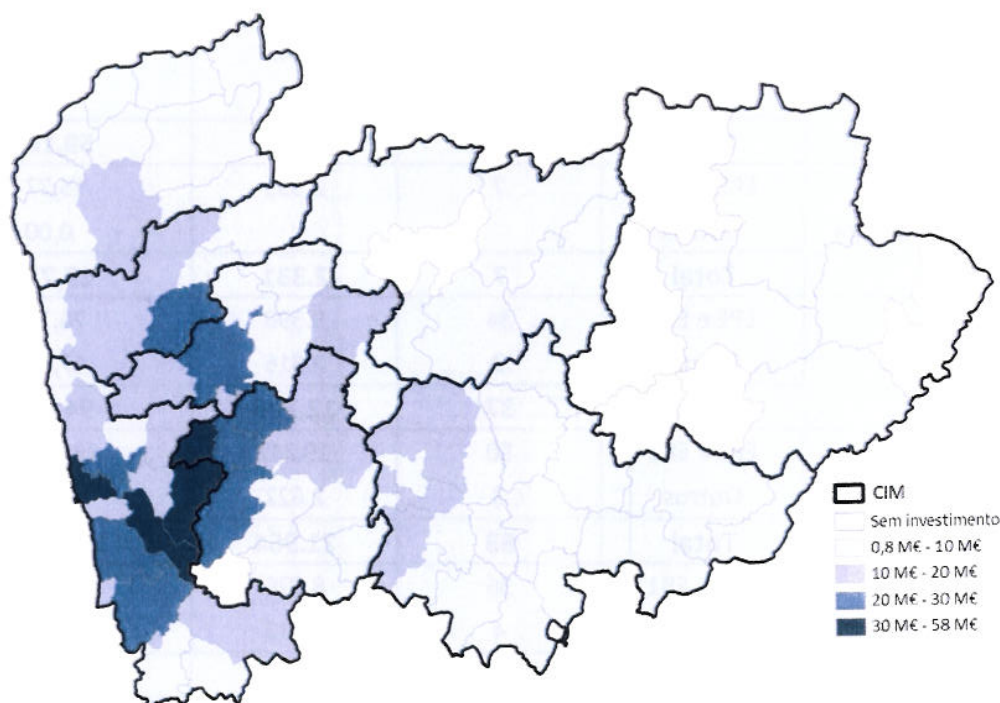 CIM
Sem investimento
0,8 M€ - 10 M€
10 M€ - 20 M€
20 M€ - 30 M€
30 M€ - 58 M€